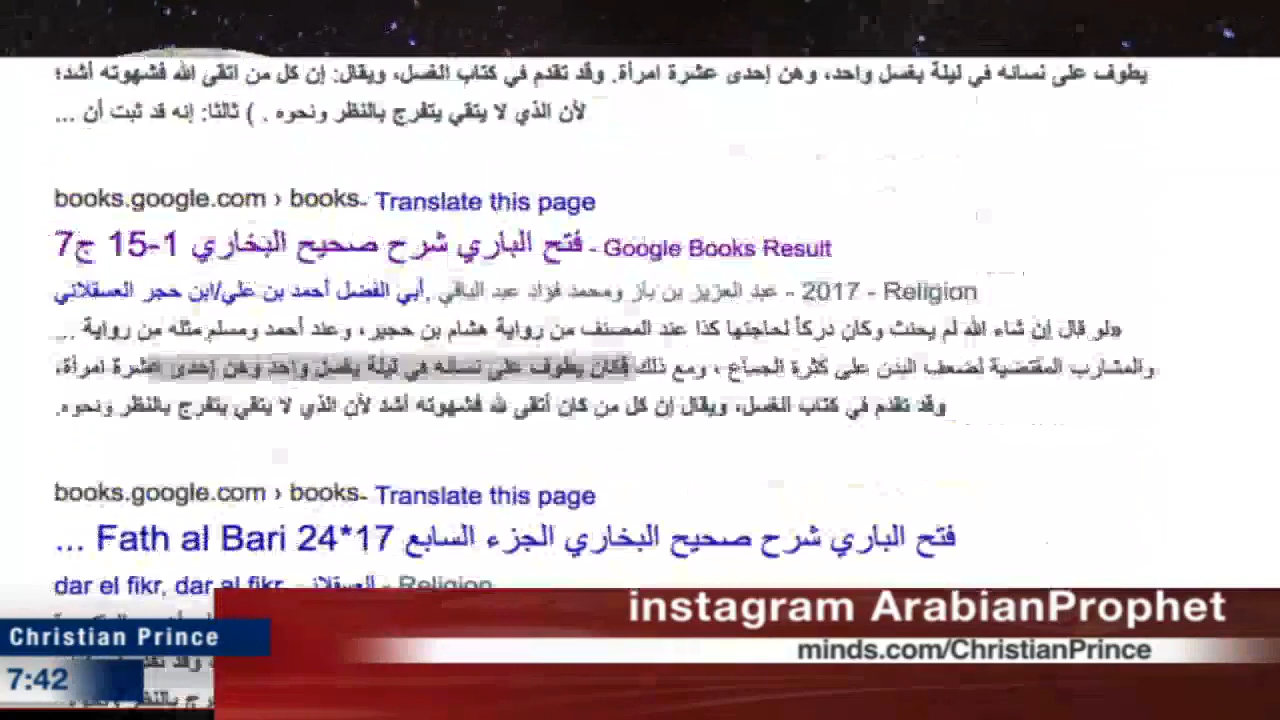 يطوف على نسائه في ليلة بغسل واحد، وهن إحدى عشرة امرأة. وقد تقدم في كتاب الغسل، ويقال: إن كل من اتقى الله فشهوته أشد؛
لأن الذي لا يتقي يتفرج بالنظر ونحوه . ) ثالثا: إنه قد ثبت أن ...
books.google.com › books - Translate this page
فتح الباري شرح صحيح البخاري 1-15 ج7 - Google Books Result
أبي الفضل أحمد بن علي/ابن حجر العسقلاني, عبد العزيز بن باز ومحمد فؤاد عبد الباقي - 2017 - Religion
«لو قال إن شاء الله لم يحنث وكان دركاً لحاجتها كذا عند المصنف من رواية هشام بن حجير، وعند أحمد ومسلم مثله من رواية ...
والمشارب المقتضية لضعف البدن على كثرة الجماع ، ومع ذلك فكان يطوف على نسائه في ليلة بغسل واحد وهن إحدى عشرة امرأة،
وقد تقدم في كتاب الغسل، ويقال إن كل من كان أتقى لله فشهوته أشد لأن الذي لا يتقي يتفرج بالنظر ونحوه.
books.google.com › books - Translate this page
فتح الباري شرح صحيح البخاري الجزء السابع Fath al Bari 24*17 ...
dar el fikr, dar al fikr, العسقلاني - Religion
instagram ArabianProphet
Christian Prince
minds.com/ChristianPrince
7:42